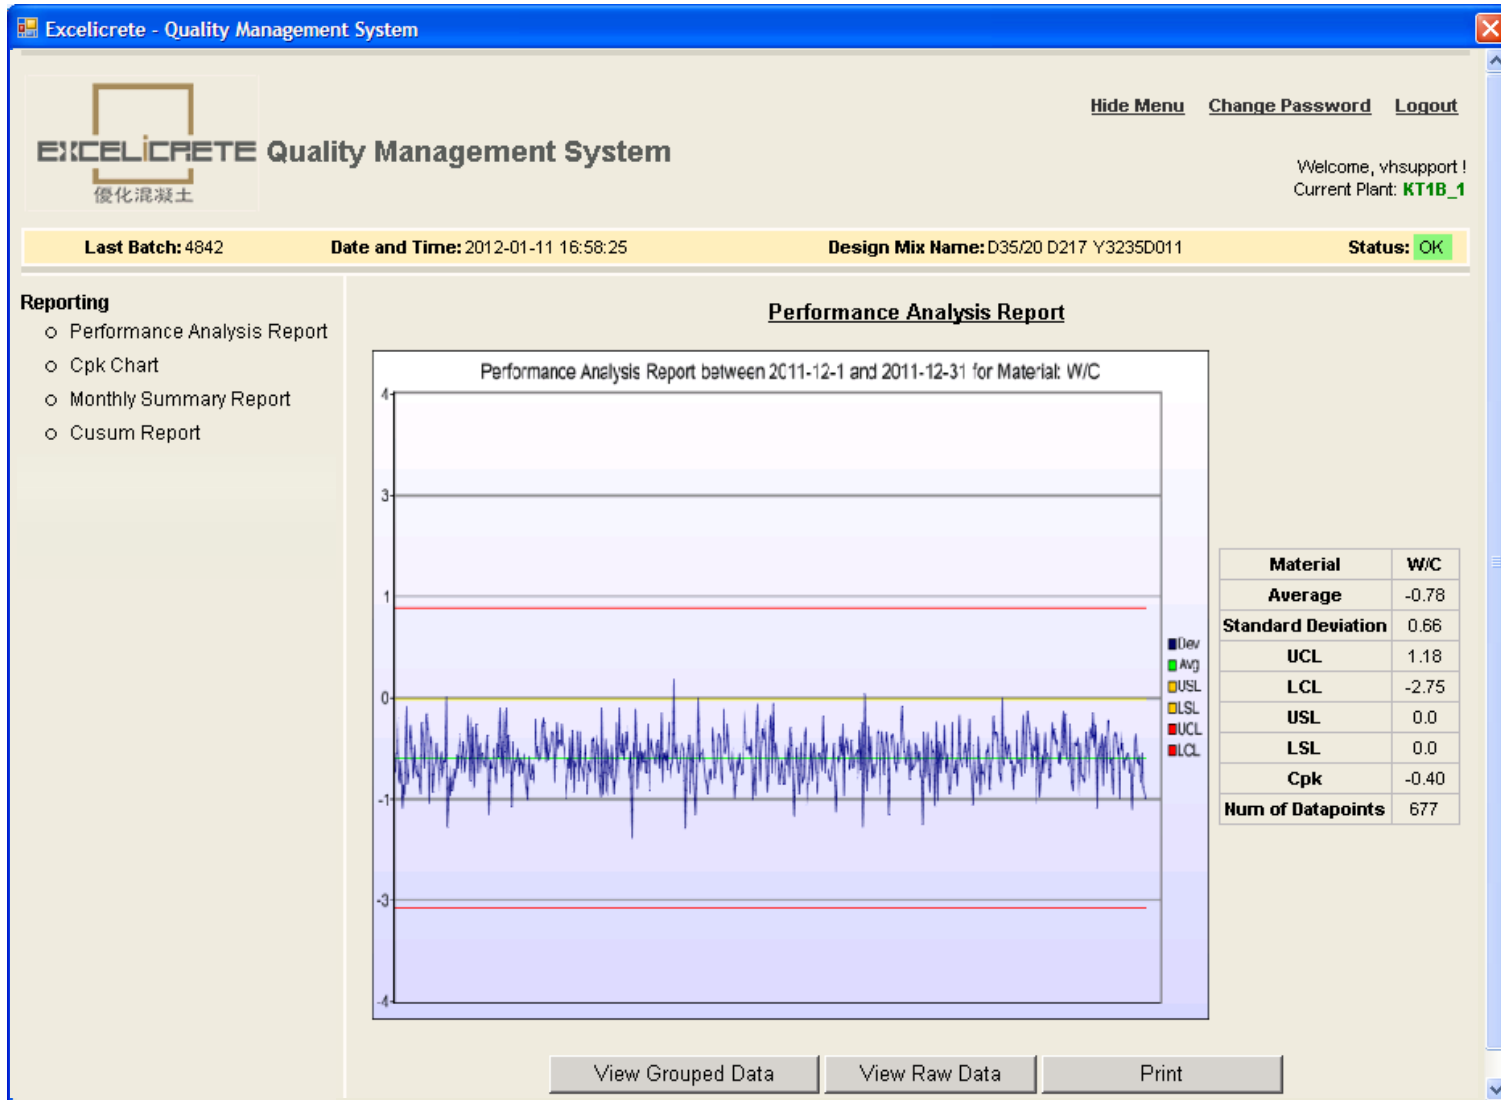 Excelicrete - Quality Management System
Hide Menu Change Password Logout
EXCELiCRETE Quality Management System
優化混凝土
Welcome, vhsupport !
Current Plant: KT1B_1
Last Batch: 4842 Date and Time: 2012-01-11 16:58:25 Design Mix Name: D35/20 D217 Y3235D011 Status: OK
Reporting
Performance Analysis Report
Cpk Chart
Monthly Summary Report
Cusum Report
Performance Analysis Report
Performance Analysis Report between 2011-12-1 and 2011-12-31 for Material: W/C
4
3
1
0
-1
-3
-4
Dev
Avg
USL
LSL
UCL
LCL
Material W/C
Average -0.78
Standard Deviation 0.66
UCL 1.18
LCL -2.75
USL 0.0
LSL 0.0
Cpk -0.40
Num of Datapoints 677
View Grouped Data View Raw Data Print